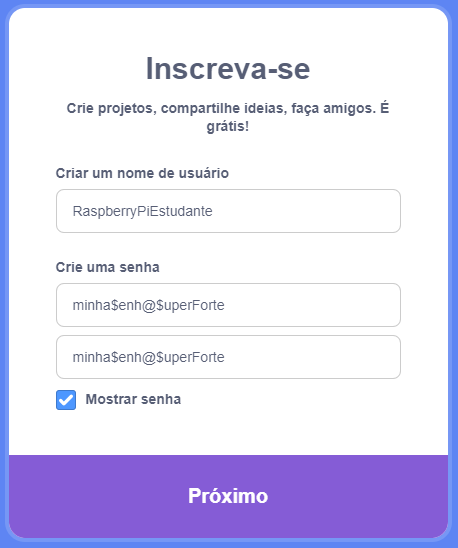 Inscreva-se
Crie projetos, compartilhe ideias, faça amigos. É
grátis!
Criar um nome de usuário
RaspberryPiEstudante
Crie uma senha
minha$enh@$uperForte
minha$enh@$uperForte
Mostrar senha
Próximo